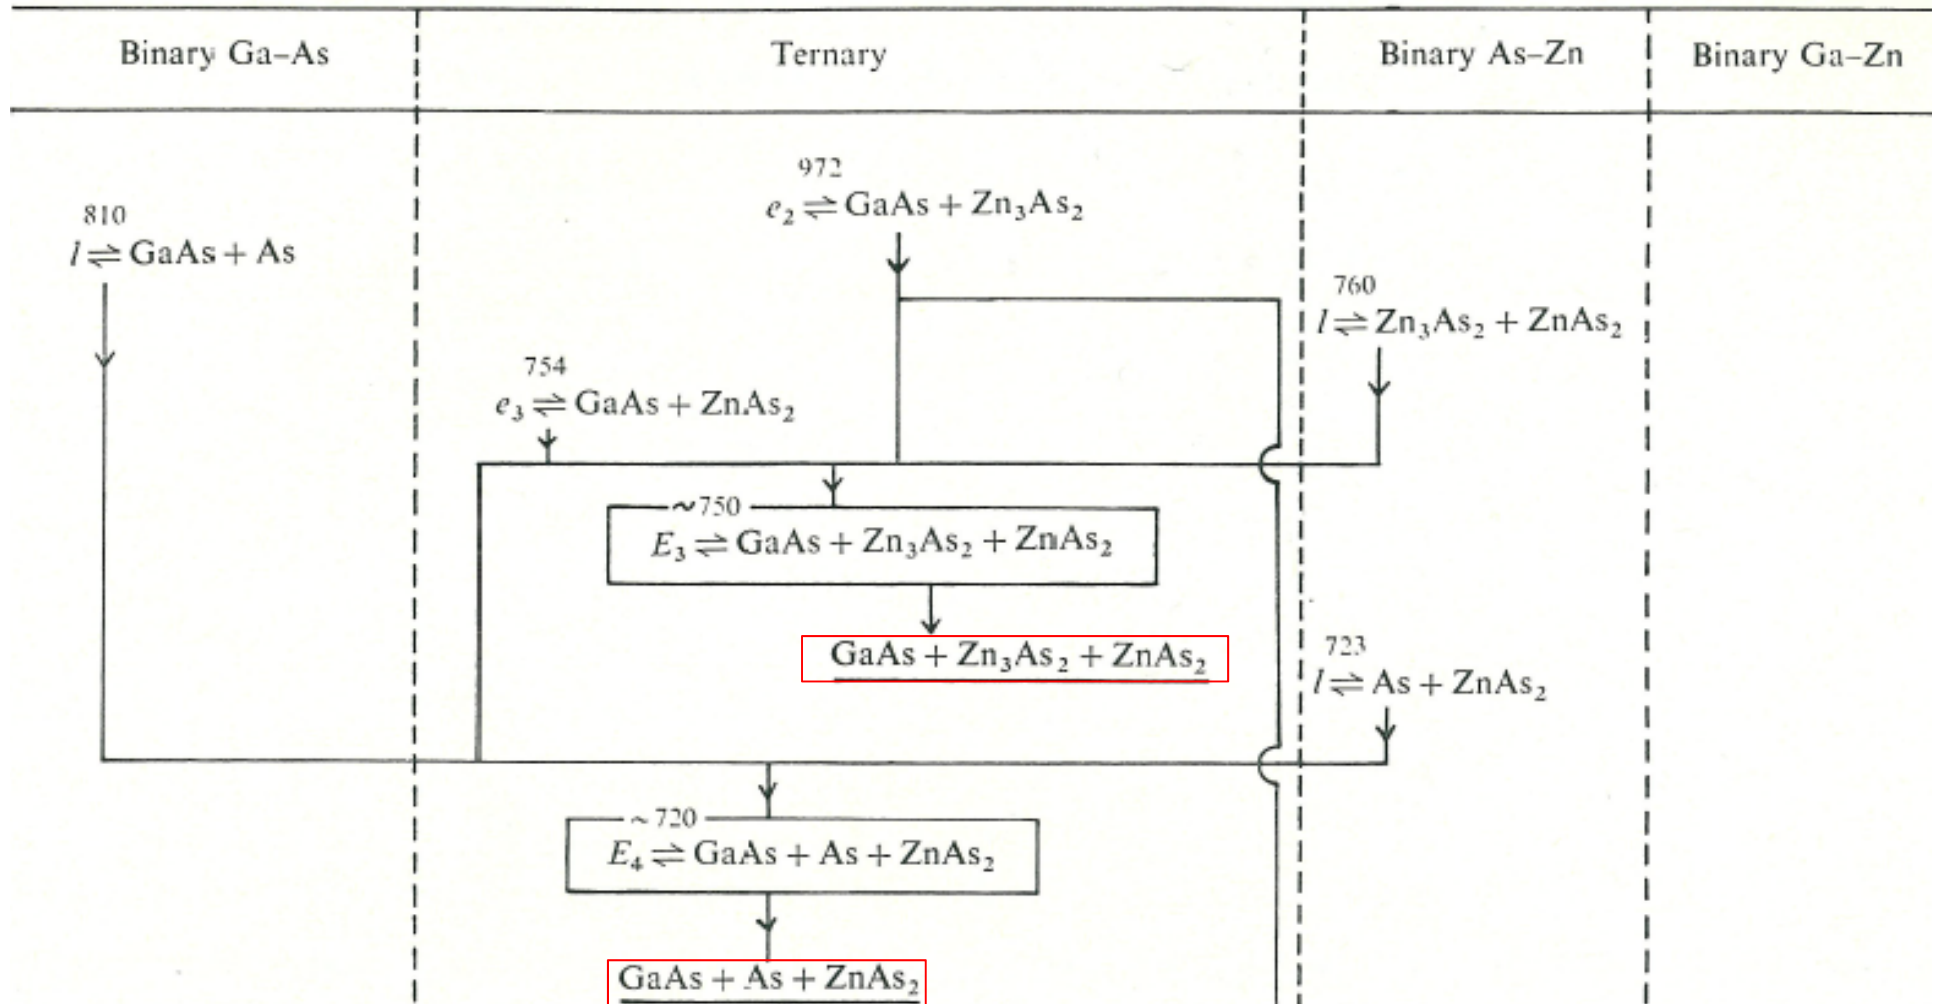 Binary Ga–As
Ternary
Binary As–Zn
Binary Ga–Zn
972
e₂ ⇌ GaAs + Zn₃As₂
810
l ⇌ GaAs + As
760
l ⇌ Zn₃As₂ + ZnAs₂
754
e₃ ⇌ GaAs + ZnAs₂
~750
E₃ ⇌ GaAs + Zn₃As₂ + ZnAs₂
GaAs + Zn₃As₂ + ZnAs₂
723
l ⇌ As + ZnAs₂
~720
E₄ ⇌ GaAs + As + ZnAs₂
GaAs + As + ZnAs₂